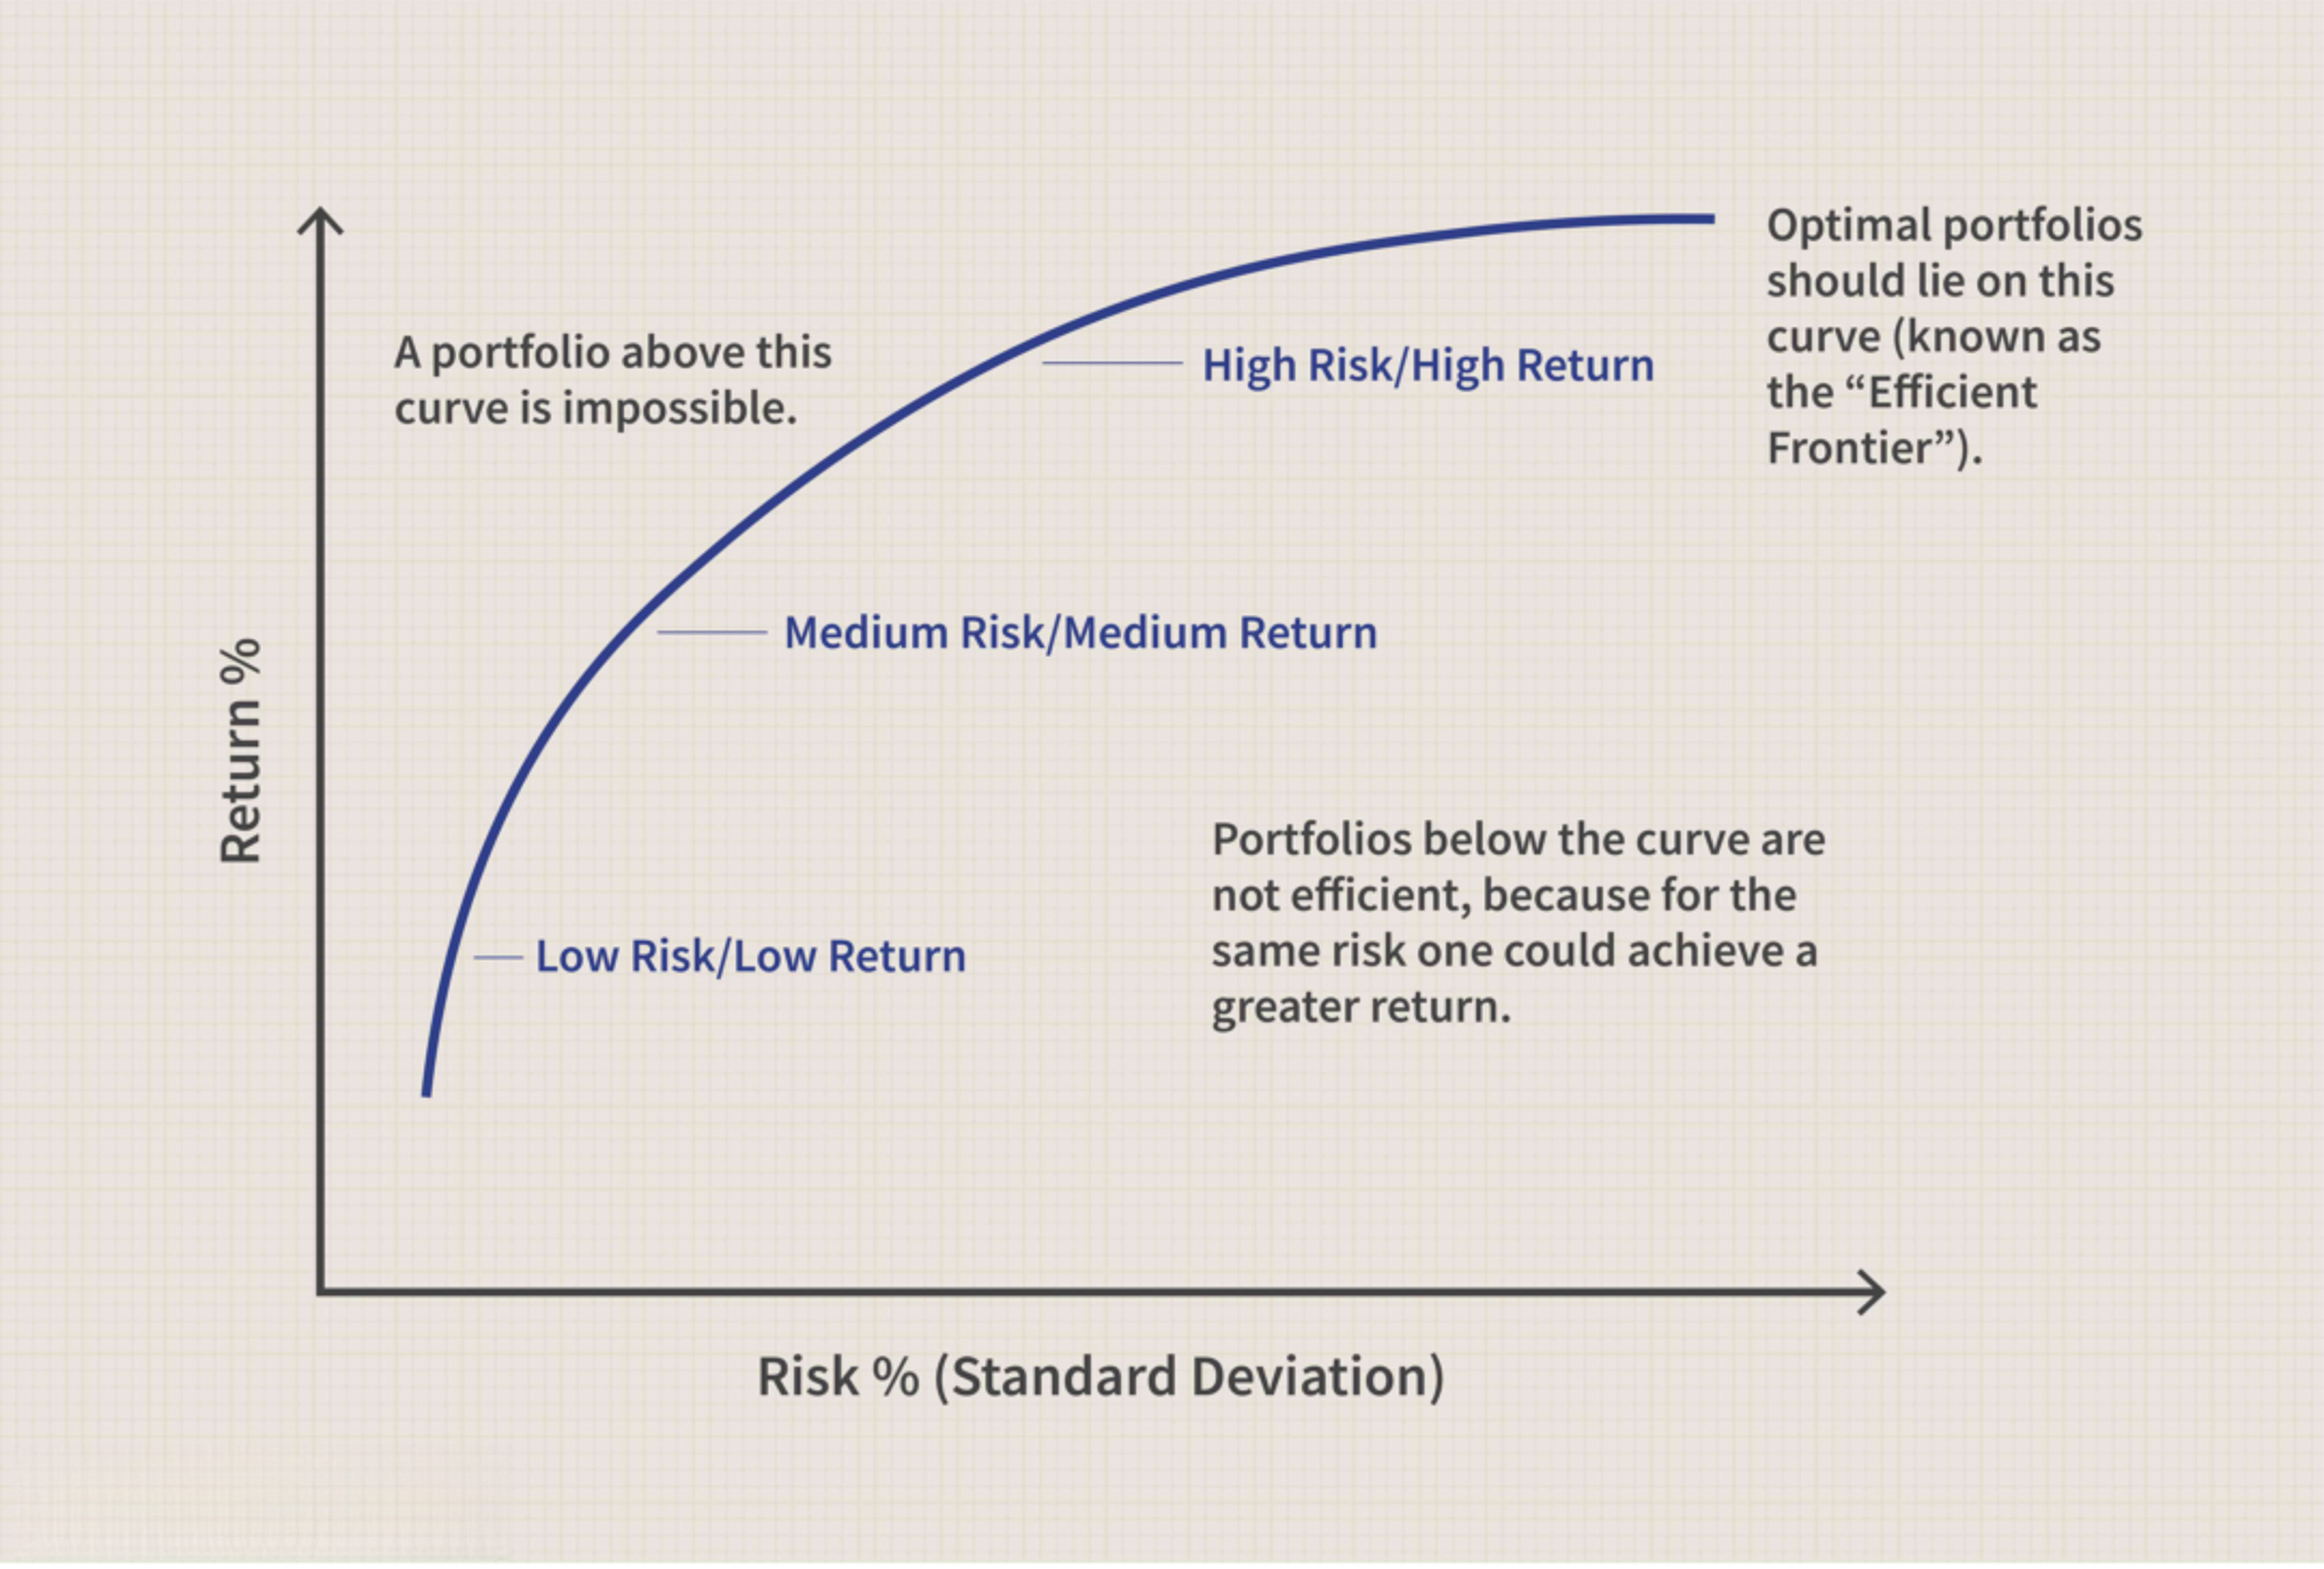 A portfolio above this
curve is impossible.
Optimal portfolios
should lie on this
curve (known as
the “Efficient
Frontier”).
High Risk/High Return
Medium Risk/Medium Return
Low Risk/Low Return
Portfolios below the curve are
not efficient, because for the
same risk one could achieve a
greater return.
Return %
Risk % (Standard Deviation)